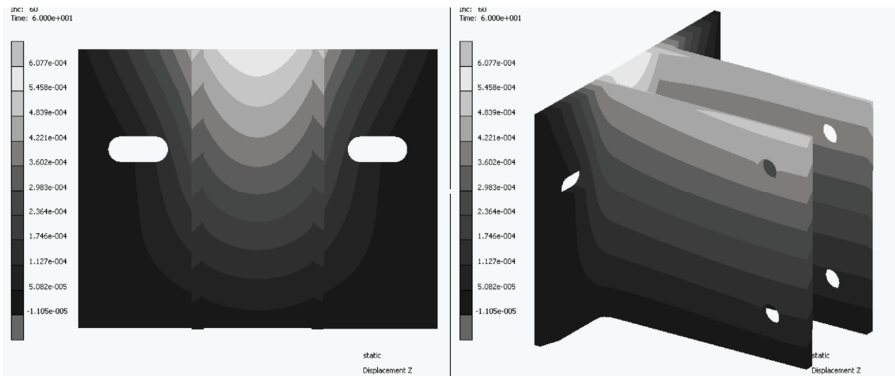 Inc: 60
Time: 6.000e+001
6.077e-004
5.458e-004
4.839e-004
4.221e-004
3.602e-004
2.983e-004
2.364e-004
1.746e-004
1.127e-004
5.082e-005
-1.105e-005
static
Displacement Z
Inc: 60
Time: 6.000e+001
6.077e-004
5.458e-004
4.839e-004
4.221e-004
3.602e-004
2.983e-004
2.364e-004
1.746e-004
1.127e-004
5.082e-005
-1.105e-005
static
Displacement Z